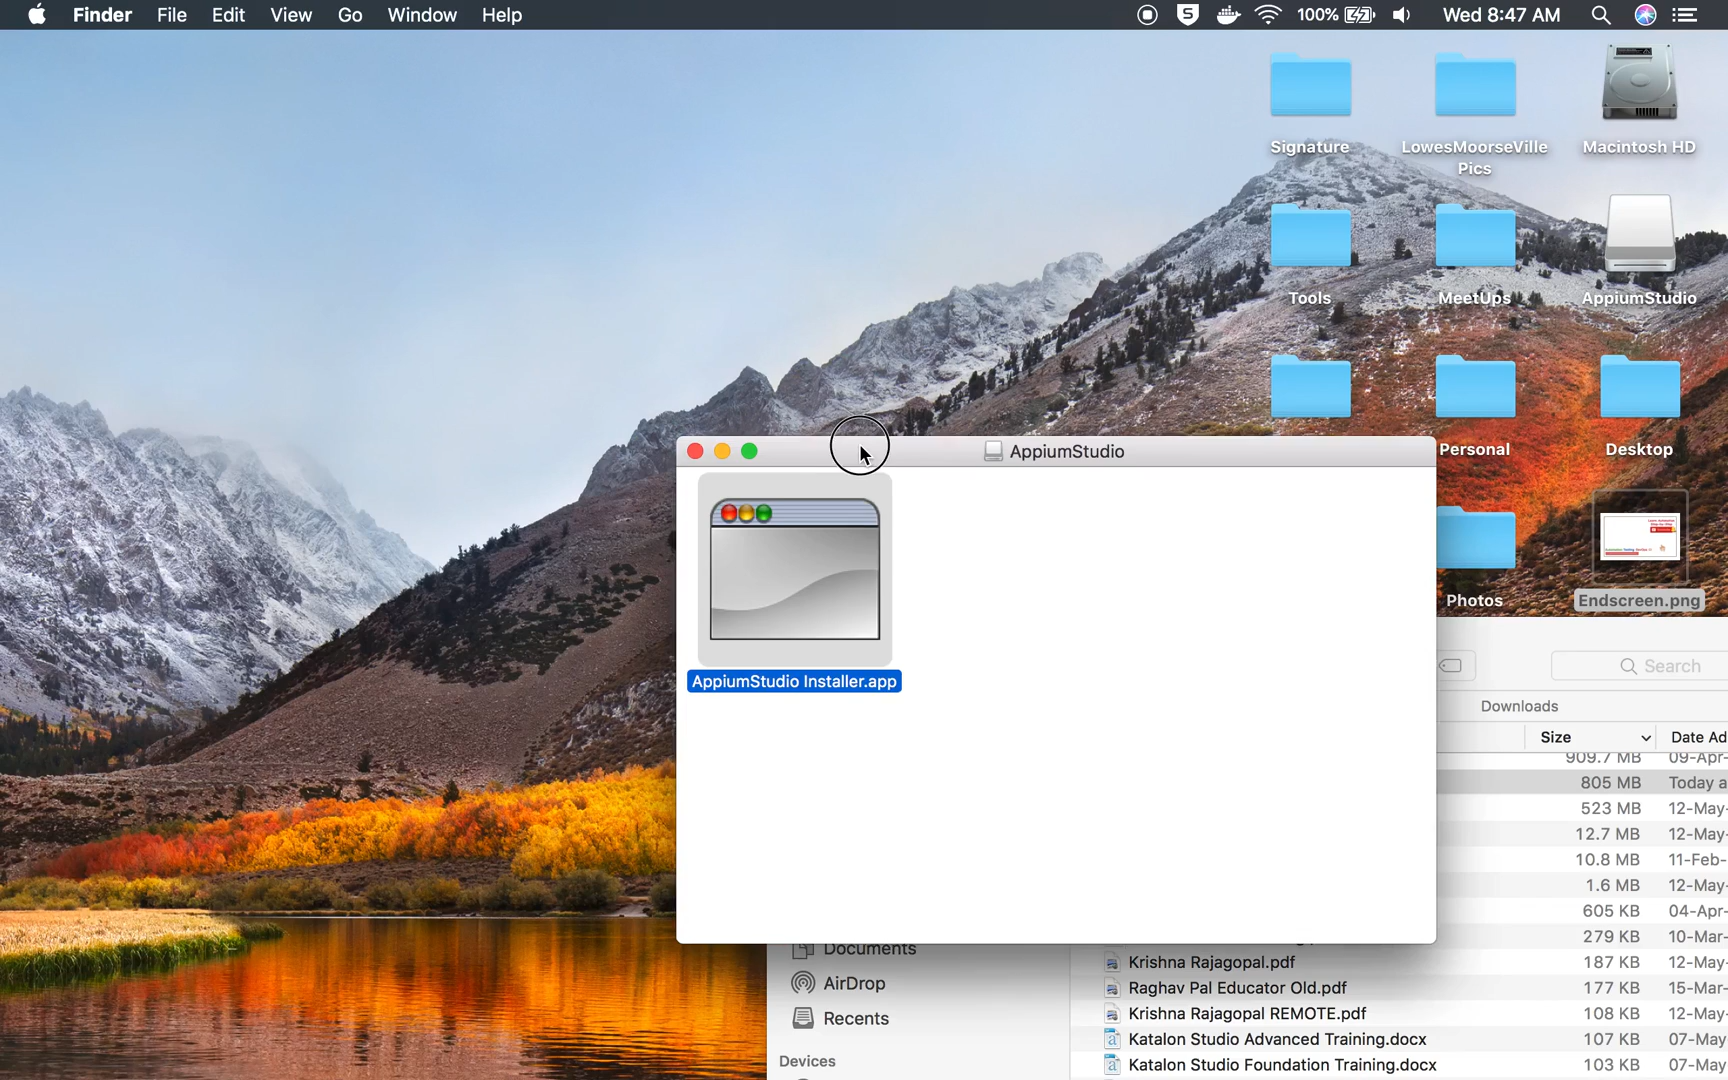 Finder File Edit View Go Window Help
100% Wed 8:47 AM
Signature
LowesMoorseVille
Pics
Macintosh HD
Tools
MeetUps
AppiumStudio
Personal
Desktop
Photos
Endscreen.png
AppiumStudio
AppiumStudio Installer.app
Search
Downloads
Size Date Ad
909.7 MB 09-Apr-
805 MB Today a
523 MB 12-May-
12.7 MB 12-May-
10.8 MB 11-Feb-
1.6 MB 12-May-
605 KB 04-Apr-
279 KB 10-Mar-
Documents
Krishna Rajagopal.pdf 187 KB 12-May-
AirDrop
Raghav Pal Educator Old.pdf 177 KB 15-Mar-
Recents
Krishna Rajagopal REMOTE.pdf 108 KB 12-May-
Katalon Studio Advanced Training.docx 107 KB 07-May-
Devices
Katalon Studio Foundation Training.docx 103 KB 07-May-